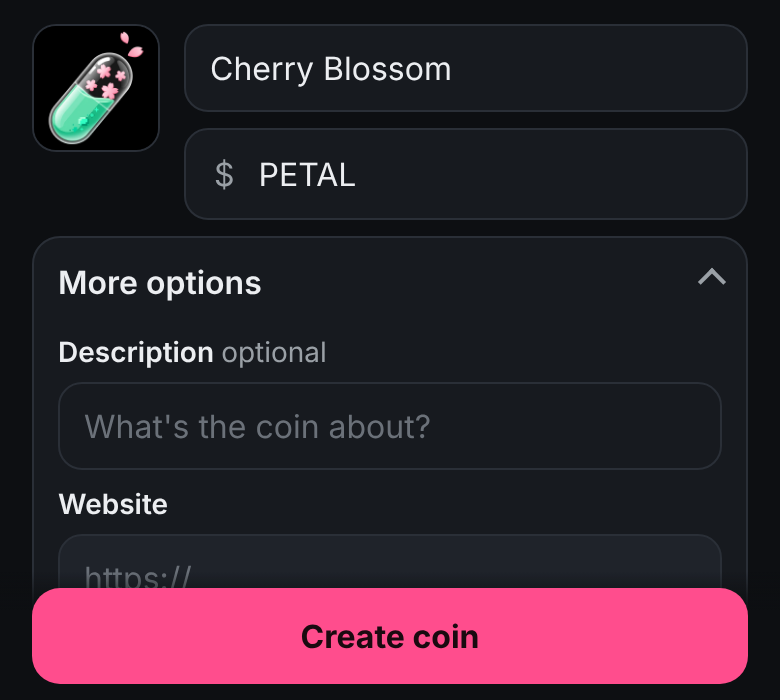 Cherry Blossom
$ PETAL
More options
Description optional
What's the coin about?
Website
https://
Create coin